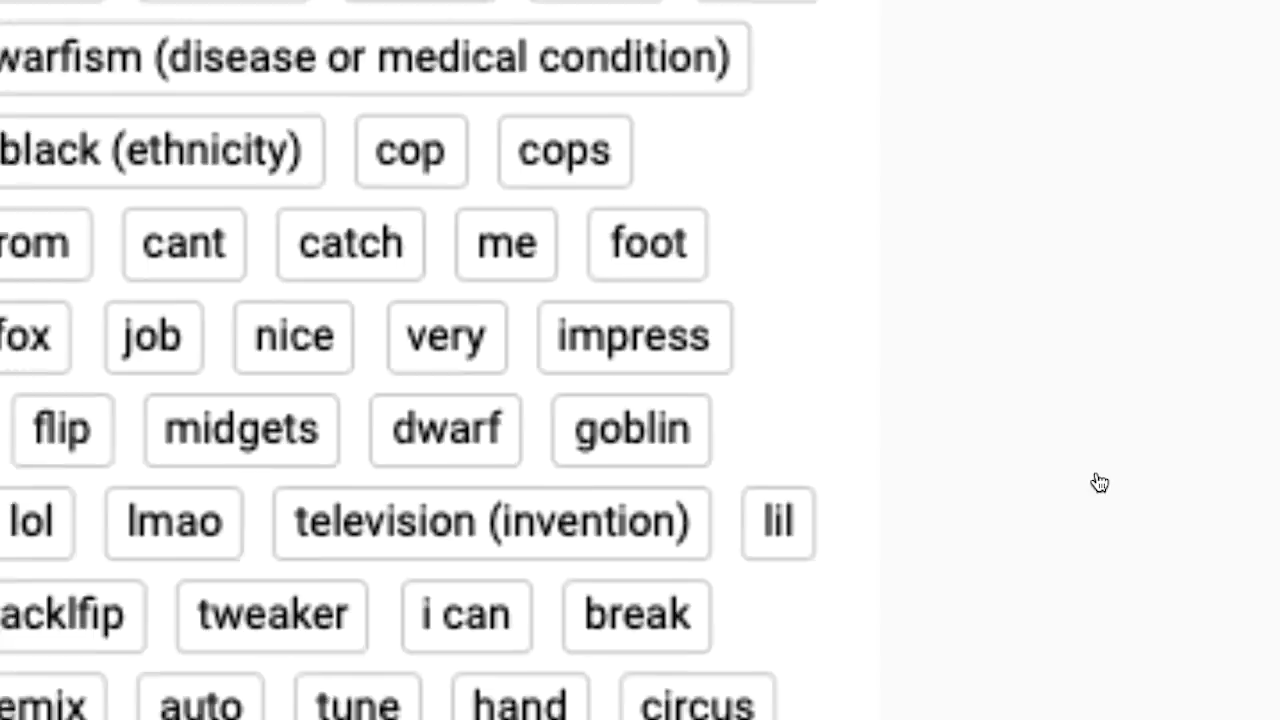 warfism (disease or medical condition)
black (ethnicity) cop cops
rom cant catch me foot
fox job nice very impress
flip midgets dwarf goblin
lol lmao television (invention) lil
acklfip tweaker i can break
emix auto tune hand circus